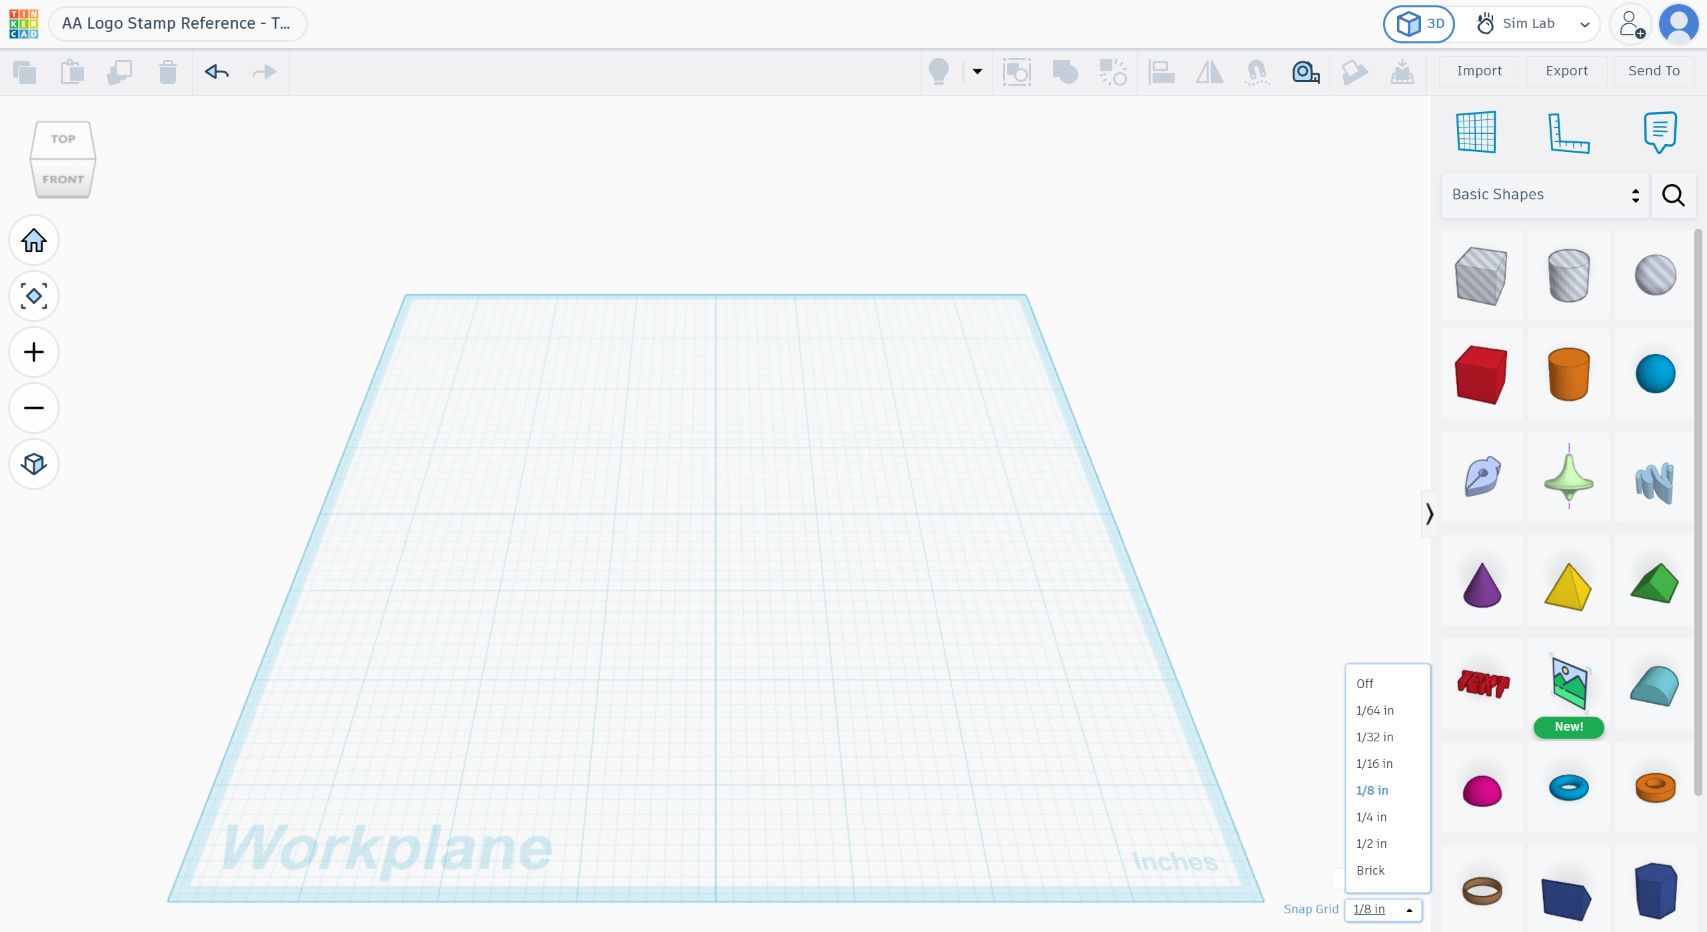 TIN
KER
CAD
AA Logo Stamp Reference - T...
3D
Sim Lab
Import
Export
Send To
TOP
FRONT
Basic Shapes
TEXT
New!
Workplane
Inches
Off
1/64 in
1/32 in
1/16 in
1/8 in
1/4 in
1/2 in
Brick
Snap Grid
1/8 in